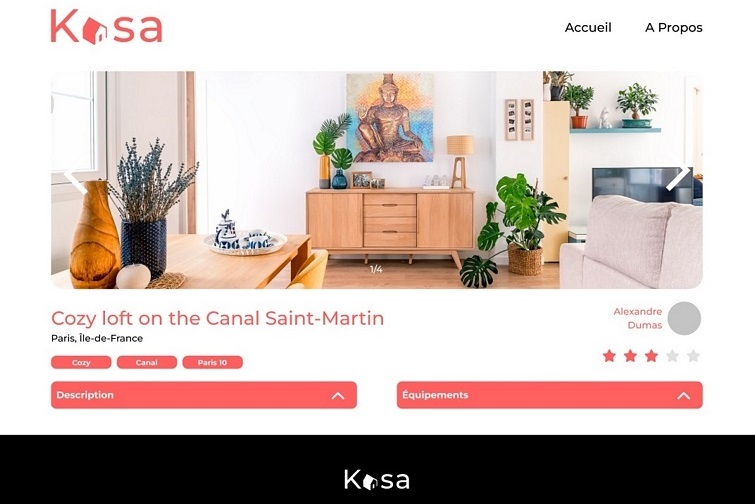 Kasa
Accueil
A Propos
1/4
Cozy loft on the Canal Saint-Martin
Paris, Île-de-France
Alexandre
Dumas
Cozy
Canal
Paris 10
Description
Équipements
Kasa